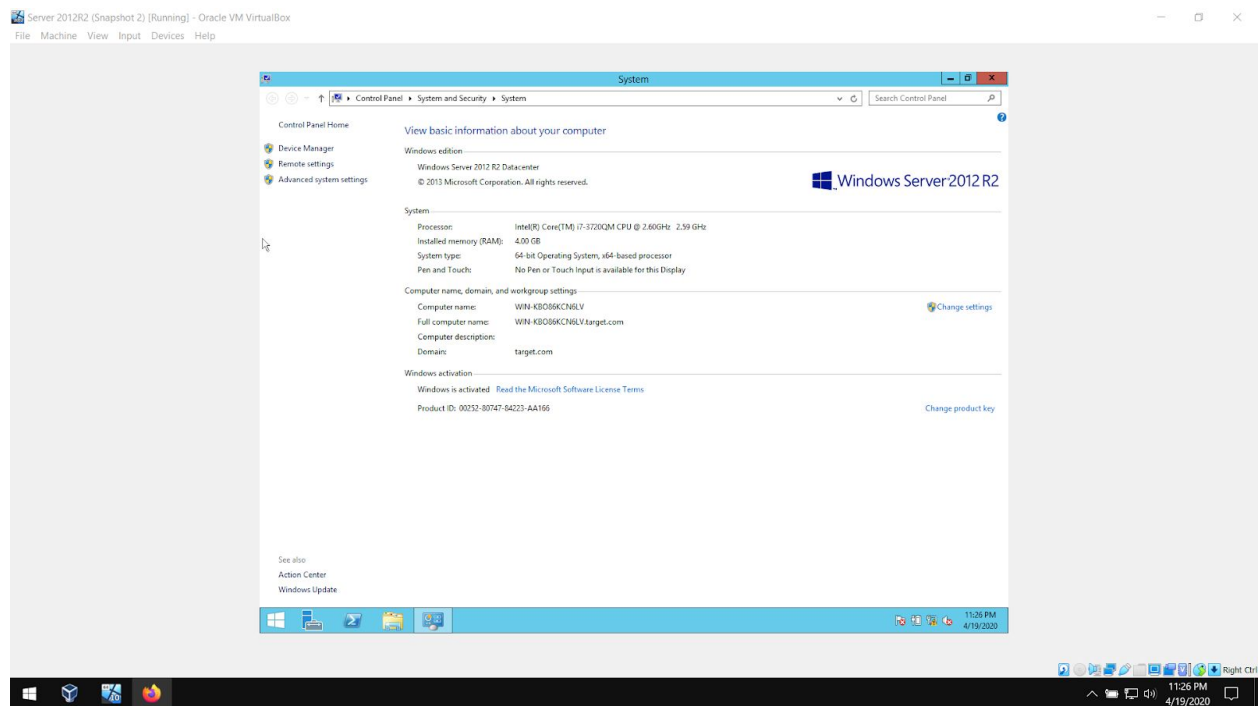 Server 2012R2 (Snapshot 2) [Running] - Oracle VM VirtualBox
File Machine View Input Devices Help
System
Control Panel ▸ System and Security ▸ System
Search Control Panel
Control Panel Home
Device Manager
Remote settings
Advanced system settings
View basic information about your computer
Windows edition
Windows Server 2012 R2 Datacenter
© 2013 Microsoft Corporation. All rights reserved.
Windows Server 2012 R2
System
Processor: Intel(R) Core(TM) i7-3720QM CPU @ 2.60GHz 2.59 GHz
Installed memory (RAM): 4.00 GB
System type: 64-bit Operating System, x64-based processor
Pen and Touch: No Pen or Touch Input is available for this Display
Computer name, domain, and workgroup settings
Computer name: WIN-KBO86KCN6LV
Change settings
Full computer name: WIN-KBO86KCN6LV.target.com
Computer description:
Domain: target.com
Windows activation
Windows is activated Read the Microsoft Software License Terms
Product ID: 00252-80747-84223-AA166
Change product key
See also
Action Center
Windows Update
11:26 PM
4/19/2020
Right Ctrl
11:26 PM
4/19/2020